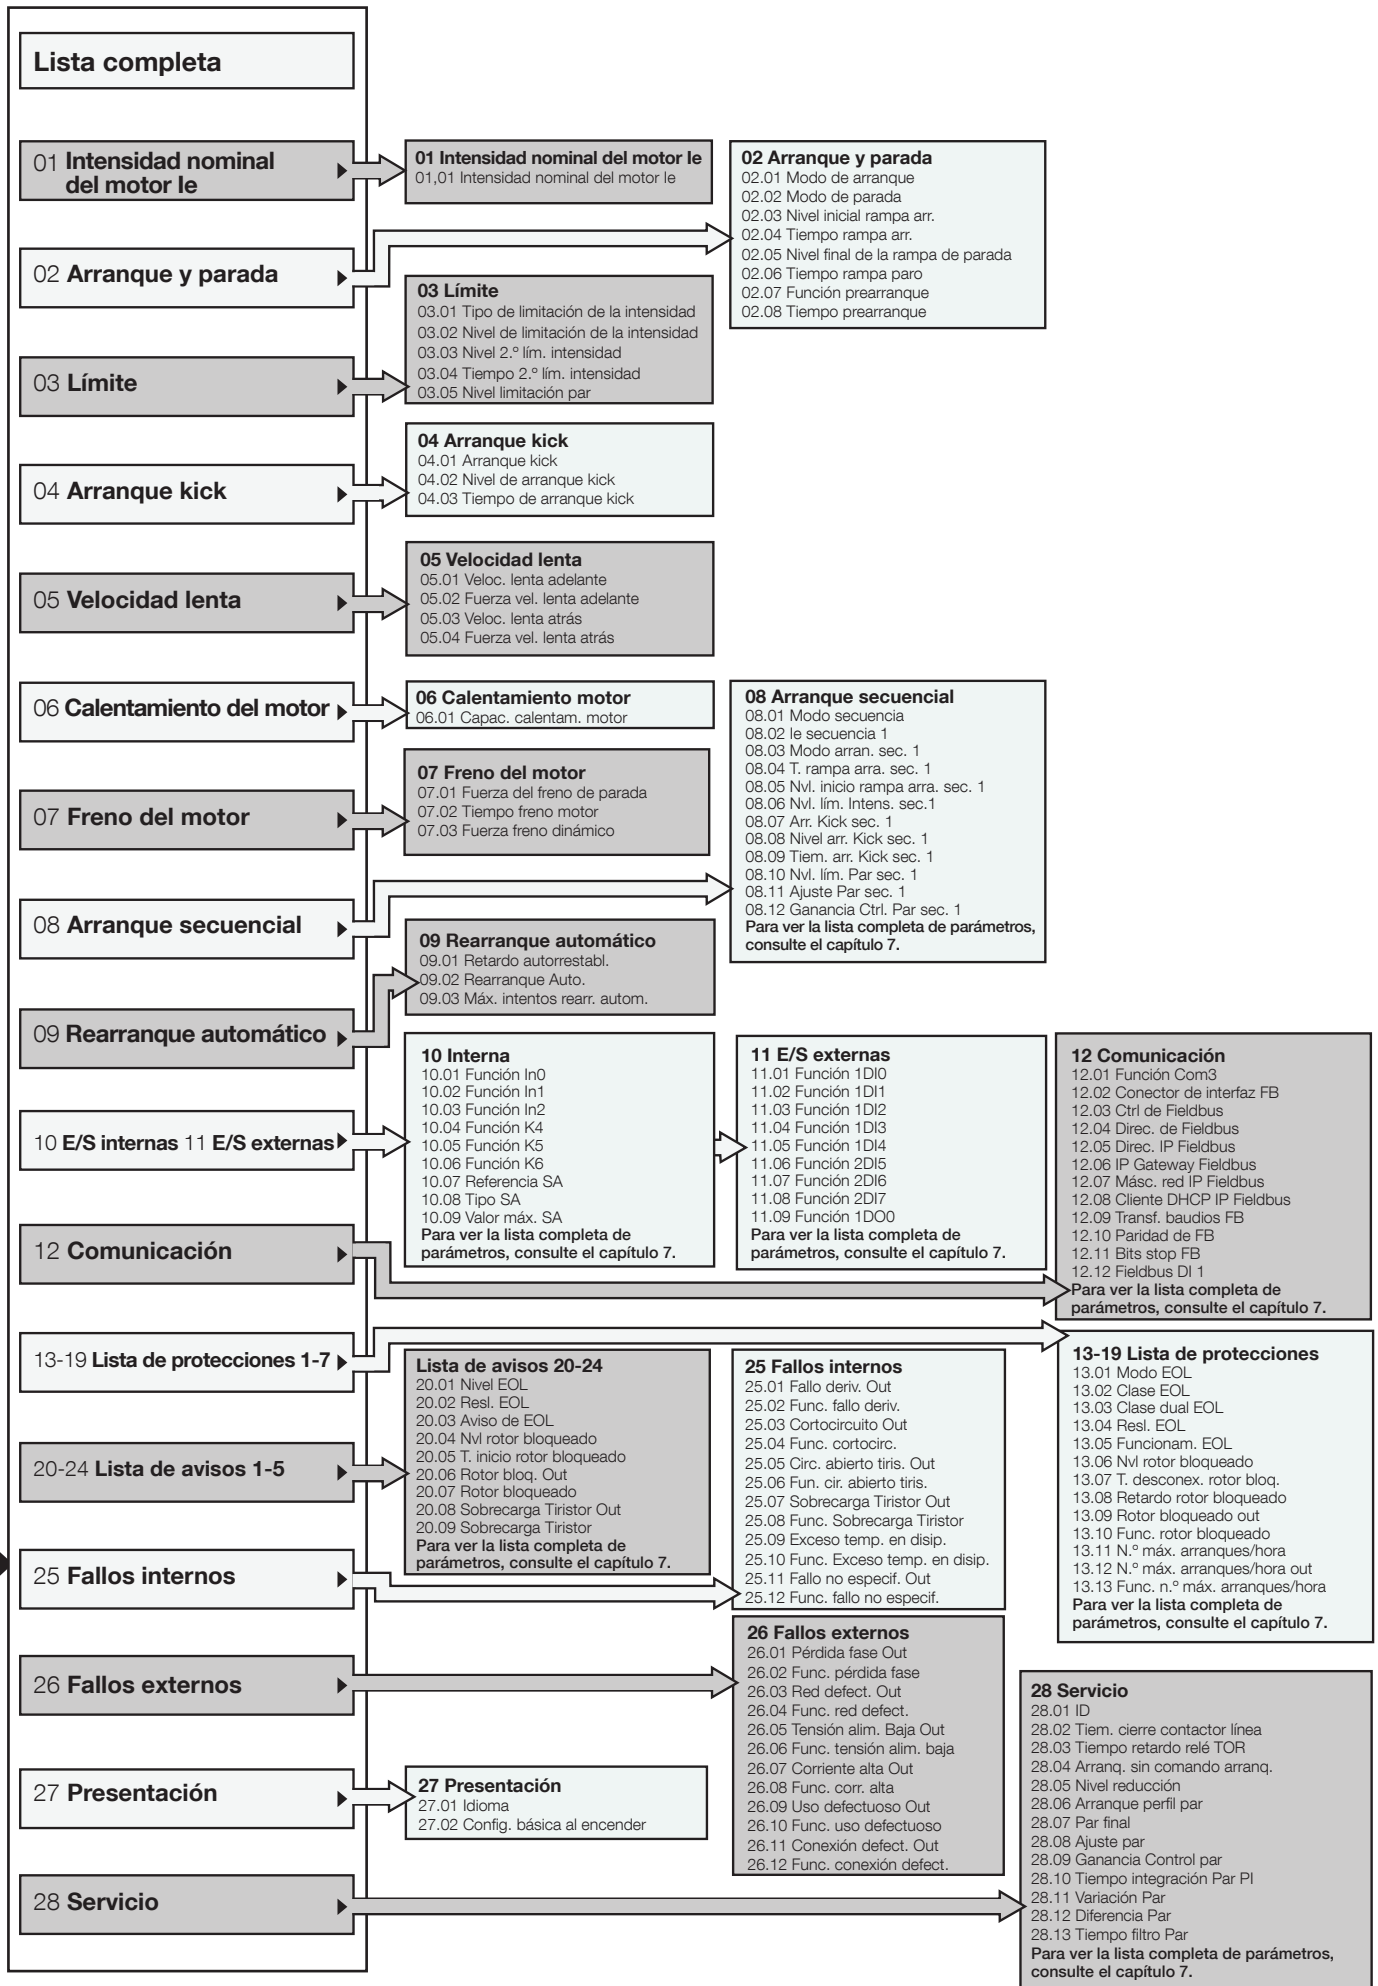 Lista completa
01 Intensidad nominal
del motor Ie
02 Arranque y parada
03 Límite
04 Arranque kick
05 Velocidad lenta
06 Calentamiento del motor
07 Freno del motor
08 Arranque secuencial
09 Rearranque automático
10 E/S internas 11 E/S externas
12 Comunicación
13-19 Lista de protecciones 1-7
20-24 Lista de avisos 1-5
25 Fallos internos
26 Fallos externos
27 Presentación
28 Servicio
01 Intensidad nominal del motor Ie
01,01 Intensidad nominal del motor Ie
02 Arranque y parada
02.01 Modo de arranque
02.02 Modo de parada
02.03 Nivel inicial rampa arr.
02.04 Tiempo rampa arr.
02.05 Nivel final de la rampa de parada
02.06 Tiempo rampa paro
02.07 Función prearranque
02.08 Tiempo prearranque
03 Límite
03.01 Tipo de limitación de la intensidad
03.02 Nivel de limitación de la intensidad
03.03 Nivel 2.º lím. intensidad
03.04 Tiempo 2.º lím. intensidad
03.05 Nivel limitación par
04 Arranque kick
04.01 Arranque kick
04.02 Nivel de arranque kick
04.03 Tiempo de arranque kick
05 Velocidad lenta
05.01 Veloc. lenta adelante
05.02 Fuerza vel. lenta adelante
05.03 Veloc. lenta atrás
05.04 Fuerza vel. lenta atrás
06 Calentamiento motor
06.01 Capac. calentam. motor
07 Freno del motor
07.01 Fuerza del freno de parada
07.02 Tiempo freno motor
07.03 Fuerza freno dinámico
08 Arranque secuencial
08.01 Modo secuencia
08.02 Ie secuencia 1
08.03 Modo arran. sec. 1
08.04 T. rampa arra. sec. 1
08.05 Nvl. inicio rampa arra. sec. 1
08.06 Nvl. lím. Intens. sec.1
08.07 Arr. Kick sec. 1
08.08 Nivel arr. Kick sec. 1
08.09 Tiem. arr. Kick sec. 1
08.10 Nvl. lím. Par sec. 1
08.11 Ajuste Par sec. 1
08.12 Ganancia Ctrl. Par sec. 1
Para ver la lista completa de parámetros,
consulte el capítulo 7.
09 Rearranque automático
09.01 Retardo autorrestabl.
09.02 Rearranque Auto.
09.03 Máx. intentos rearr. autom.
10 Interna
10.01 Función In0
10.02 Función In1
10.03 Función In2
10.04 Función K4
10.05 Función K5
10.06 Función K6
10.07 Referencia SA
10.08 Tipo SA
10.09 Valor máx. SA
Para ver la lista completa de
parámetros, consulte el capítulo 7.
11 E/S externas
11.01 Función 1DI0
11.02 Función 1DI1
11.03 Función 1DI2
11.04 Función 1DI3
11.05 Función 1DI4
11.06 Función 2DI5
11.07 Función 2DI6
11.08 Función 2DI7
11.09 Función 1DO0
Para ver la lista completa de
parámetros, consulte el capítulo 7.
12 Comunicación
12.01 Función Com3
12.02 Conector de interfaz FB
12.03 Ctrl de Fieldbus
12.04 Direc. de Fieldbus
12.05 Direc. IP Fieldbus
12.06 IP Gateway Fieldbus
12.07 Másc. red IP Fieldbus
12.08 Cliente DHCP IP Fieldbus
12.09 Transf. baudios FB
12.10 Paridad de FB
12.11 Bits stop FB
12.12 Fieldbus DI 1
Para ver la lista completa de
parámetros, consulte el capítulo 7.
13-19 Lista de protecciones
13.01 Modo EOL
13.02 Clase EOL
13.03 Clase dual EOL
13.04 Resl. EOL
13.05 Funcionam. EOL
13.06 Nvl rotor bloqueado
13.07 T. desconex. rotor bloq.
13.08 Retardo rotor bloqueado
13.09 Rotor bloqueado out
13.10 Func. rotor bloqueado
13.11 N.º máx. arranques/hora
13.12 N.º máx. arranques/hora out
13.13 Func. n.º máx. arranques/hora
Para ver la lista completa de
parámetros, consulte el capítulo 7.
Lista de avisos 20-24
20.01 Nivel EOL
20.02 Resl. EOL
20.03 Aviso de EOL
20.04 Nvl rotor bloqueado
20.05 T. inicio rotor bloqueado
20.06 Rotor bloq. Out
20.07 Rotor bloqueado
20.08 Sobrecarga Tiristor Out
20.09 Sobrecarga Tiristor
Para ver la lista completa de
parámetros, consulte el capítulo 7.
25 Fallos internos
25.01 Fallo deriv. Out
25.02 Func. fallo deriv.
25.03 Cortocircuito Out
25.04 Func. cortocirc.
25.05 Circ. abierto tiris. Out
25.06 Fun. cir. abierto tiris.
25.07 Sobrecarga Tiristor Out
25.08 Func. Sobrecarga Tiristor
25.09 Exceso temp. en disip.
25.10 Func. Exceso temp. en disip.
25.11 Fallo no especif. Out
25.12 Func. fallo no especif.
26 Fallos externos
26.01 Pérdida fase Out
26.02 Func. pérdida fase
26.03 Red defect. Out
26.04 Func. red defect.
26.05 Tensión alim. Baja Out
26.06 Func. tensión alim. baja
26.07 Corriente alta Out
26.08 Func. corr. alta
26.09 Uso defectuoso Out
26.10 Func. uso defectuoso
26.11 Conexión defect. Out
26.12 Func. conexión defect.
27 Presentación
27.01 Idioma
27.02 Config. básica al encender
28 Servicio
28.01 ID
28.02 Tiem. cierre contactor línea
28.03 Tiempo retardo relé TOR
28.04 Arranq. sin comando arranq.
28.05 Nivel reducción
28.06 Arranque perfil par
28.07 Par final
28.08 Ajuste par
28.09 Ganancia Control par
28.10 Tiempo integración Par PI
28.11 Variación Par
28.12 Diferencia Par
28.13 Tiempo filtro Par
Para ver la lista completa de parámetros,
consulte el capítulo 7.